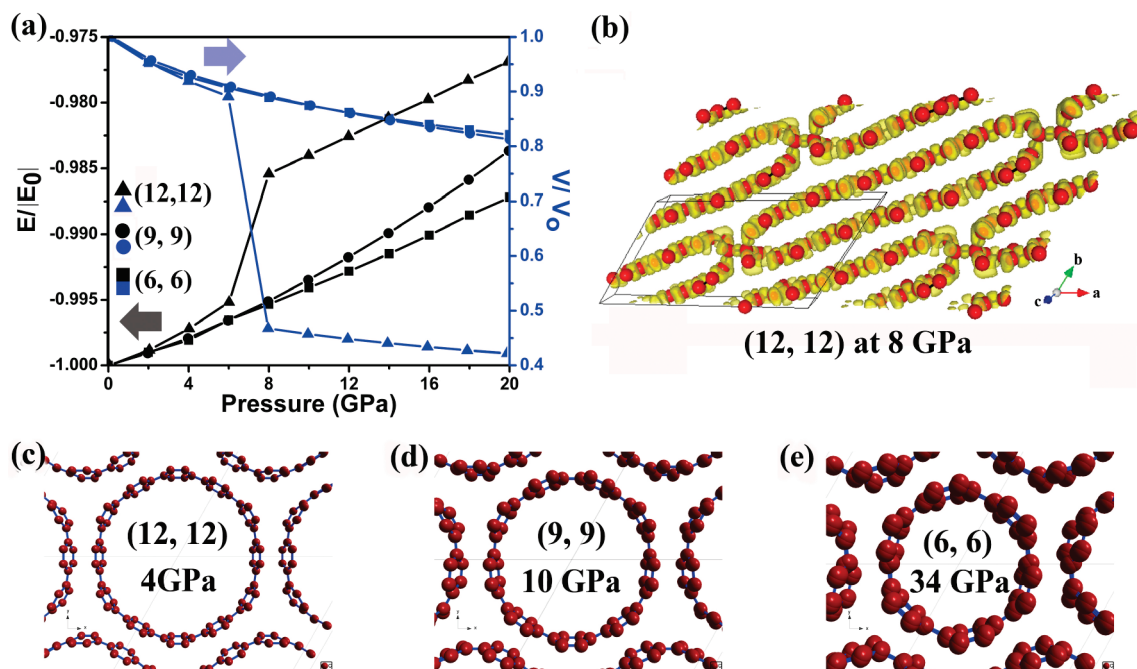 (a)
-0.975
-0.980
-0.985
-0.990
-0.995
-1.000
E/|E0|
1.0
0.9
0.8
0.7
0.6
0.5
0.4
V/V0
(12,12)
(9, 9)
(6, 6)
0
4
8
12
16
20
Pressure (GPa)
(b)
b
c
a
(12, 12) at 8 GPa
(c)
(12, 12)
4GPa
(d)
(9, 9)
10 GPa
(e)
(6, 6)
34 GPa